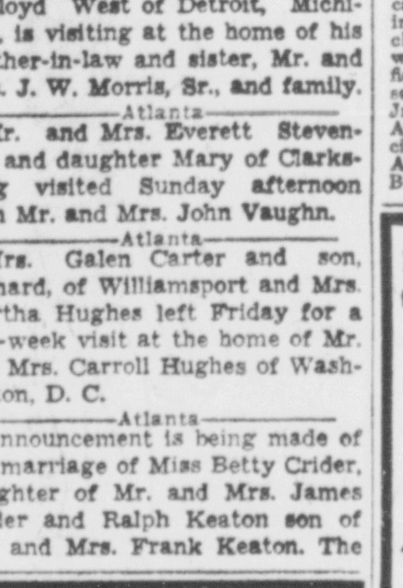 loyd West of Detroit, Michi-
. is visiting at the home of his
ther-in-law and sister, Mr. and
. J. W. Morris, Sr., and family.
Atlanta
Mr. and Mrs. Everett Steven-
and daughter Mary of Clarks-
g visited Sunday afternoon
h Mr. and Mrs. John Vaughn.
Atlanta
Mrs. Galen Carter and son,
hard, of Williamsport and Mrs.
rtha Hughes left Friday for a
-week visit at the home of Mr.
Mrs. Carroll Hughes of Wash-
ton, D. C.
Atlanta
nnouncement is being made of
marriage of Miss Betty Crider,
ghter of Mr. and Mrs. James
der and Ralph Keaton son of
and Mrs. Frank Keaton. The